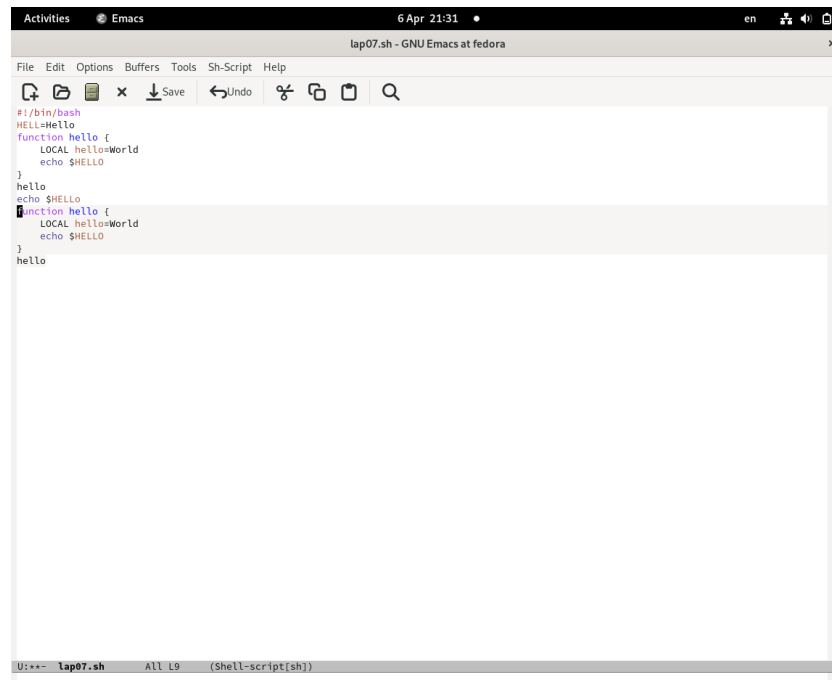 Activities Emacs 6 Apr 21:31 en
lap07.sh - GNU Emacs at fedora
File Edit Options Buffers Tools Sh-Script Help
Save Undo
#!/bin/bash
HELL=Hello
function hello {
    LOCAL hello=World
    echo $HELLO
}
hello
echo $HELLo
function hello {
    LOCAL hello=World
    echo $HELLO
}
hello
U:**- lap07.sh All L9 (Shell-script[sh])